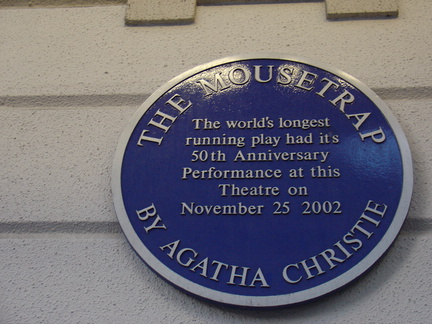 THE MOUSETRAP
The world's longest
running play had it's
50th Anniversary
Performance at this
Theatre on
November 25 2002
BY AGATHA CHRISTIE